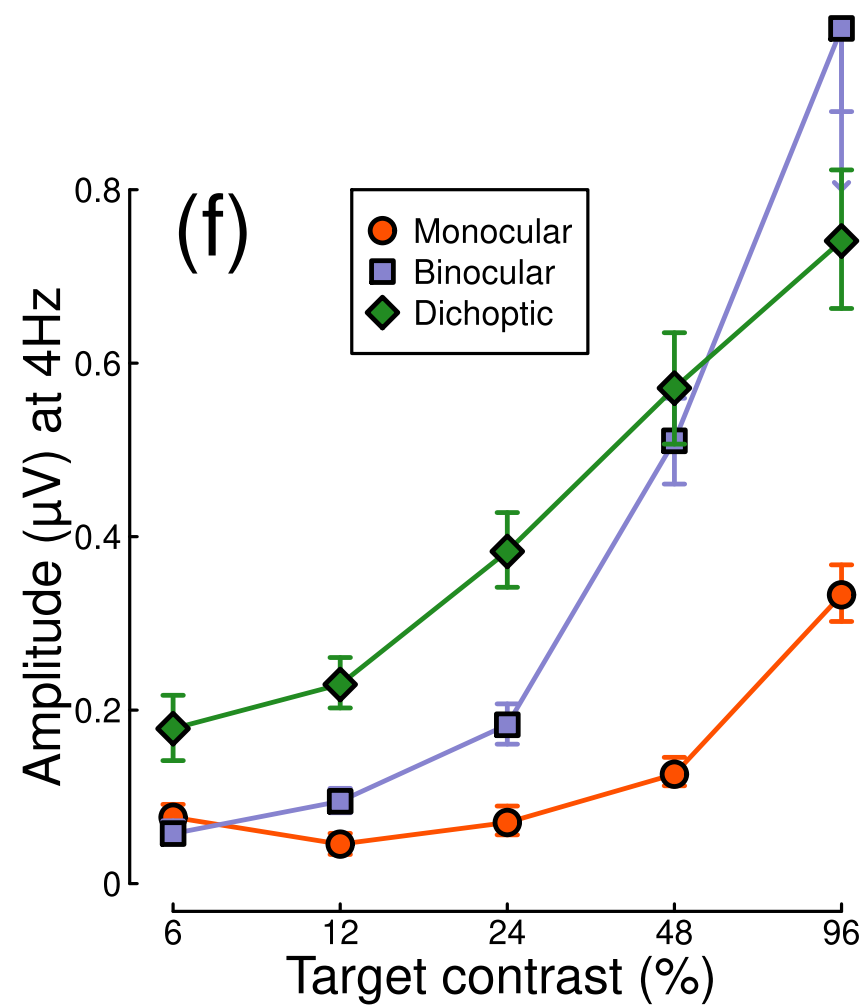 (f)
Monocular
Binocular
Dichoptic
Amplitude (µV) at 4Hz
0.8
0.6
0.4
0.2
0
6 12 24 48 96
Target contrast (%)